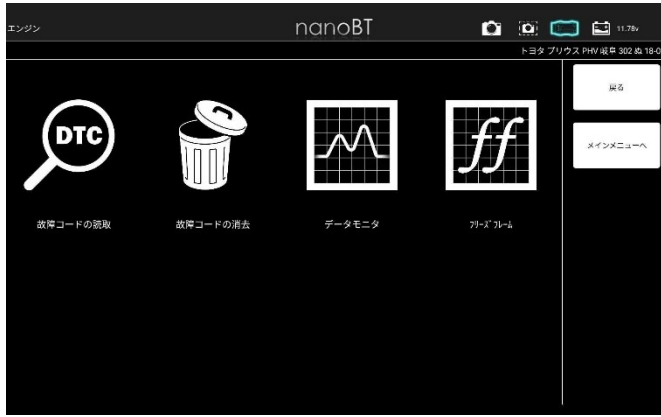 エンジン
nanoBT
11.78v
トヨタ プリウス PHV 岐阜 302 ぬ 18-0
戻る
メインメニューへ
DTC
ff
故障コードの読取
故障コードの消去
データモニタ
ﾌﾘｰｽﾞﾌﾚｰﾑ